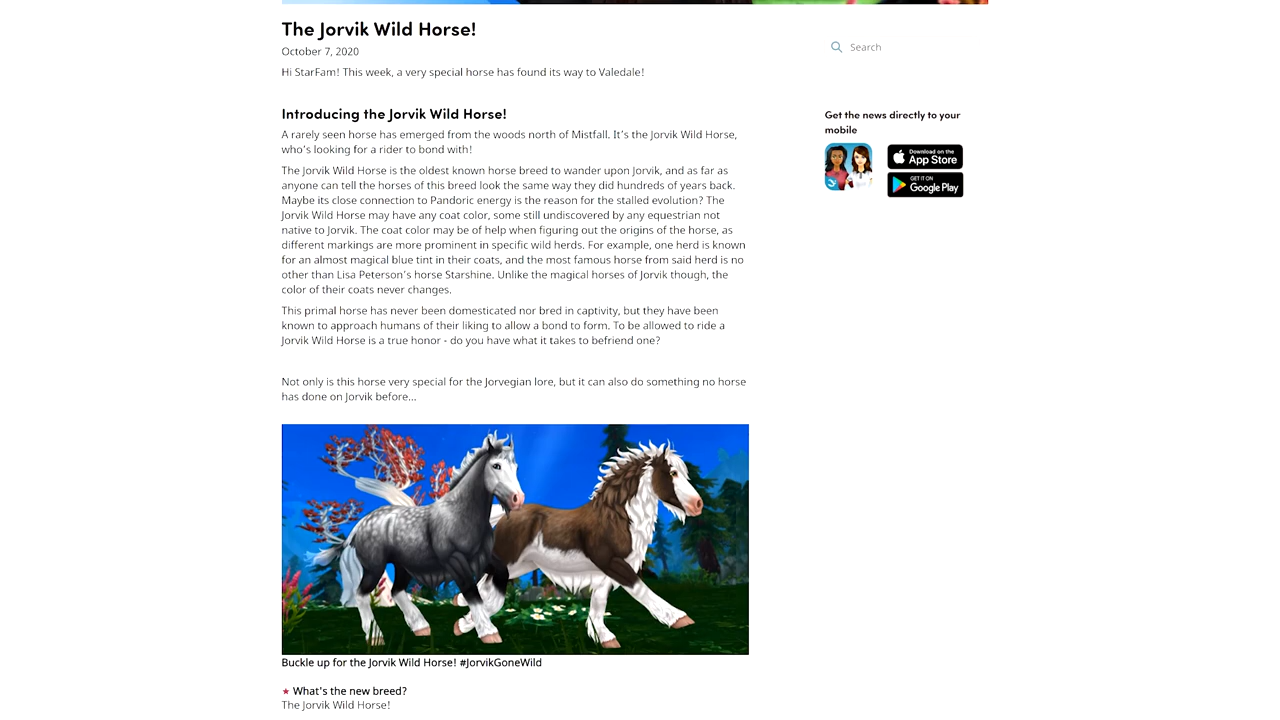 The Jorvik Wild Horse!
October 7, 2020
Hi StarFam! This week, a very special horse has found its way to Valedale!
Introducing the Jorvik Wild Horse!
A rarely seen horse has emerged from the woods north of Mistfall. It's the Jorvik Wild Horse,
who's looking for a rider to bond with!
The Jorvik Wild Horse is the oldest known horse breed to wander upon Jorvik, and as far as
anyone can tell the horses of this breed look the same way they did hundreds of years back.
Maybe its close connection to Pandoric energy is the reason for the stalled evolution? The
Jorvik Wild Horse may have any coat color, some still undiscovered by any equestrian not
native to Jorvik. The coat color may be of help when figuring out the origins of the horse, as
different markings are more prominent in specific wild herds. For example, one herd is known
for an almost magical blue tint in their coats, and the most famous horse from said herd is no
other than Lisa Peterson's horse Starshine. Unlike the magical horses of Jorvik though, the
color of their coats never changes.
This primal horse has never been domesticated nor bred in captivity, but they have been
known to approach humans of their liking to allow a bond to form. To be allowed to ride a
Jorvik Wild Horse is a true honor - do you have what it takes to befriend one?
Not only is this horse very special for the Jorvegian lore, but it can also do something no horse
has done on Jorvik before...
Buckle up for the Jorvik Wild Horse! #JorvikGoneWild
★ What's the new breed?
The Jorvik Wild Horse!
Search
Get the news directly to your
mobile
Download on the
App Store
GET IT ON
Google Play